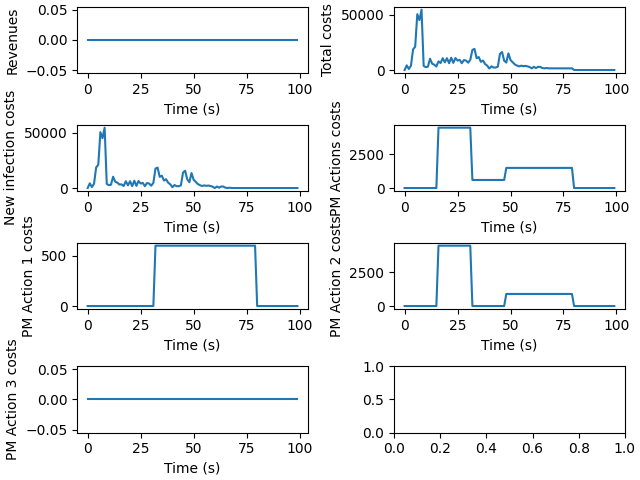 Revenues
0.05
0.00
−0.05
0 25 50 75 100
Time (s)
Total costs
50000
0
0 25 50 75 100
Time (s)
New infection costs
50000
0
0 25 50 75 100
Time (s)
PM Actions costs
2500
0
0 25 50 75 100
Time (s)
PM Action 1 costs
500
0
0 25 50 75 100
Time (s)
PM Action 2 costs
2500
0
0 25 50 75 100
Time (s)
PM Action 3 costs
0.05
0.00
−0.05
0 25 50 75 100
Time (s)
1.0
0.5
0.0
0.0 0.2 0.4 0.6 0.8 1.0